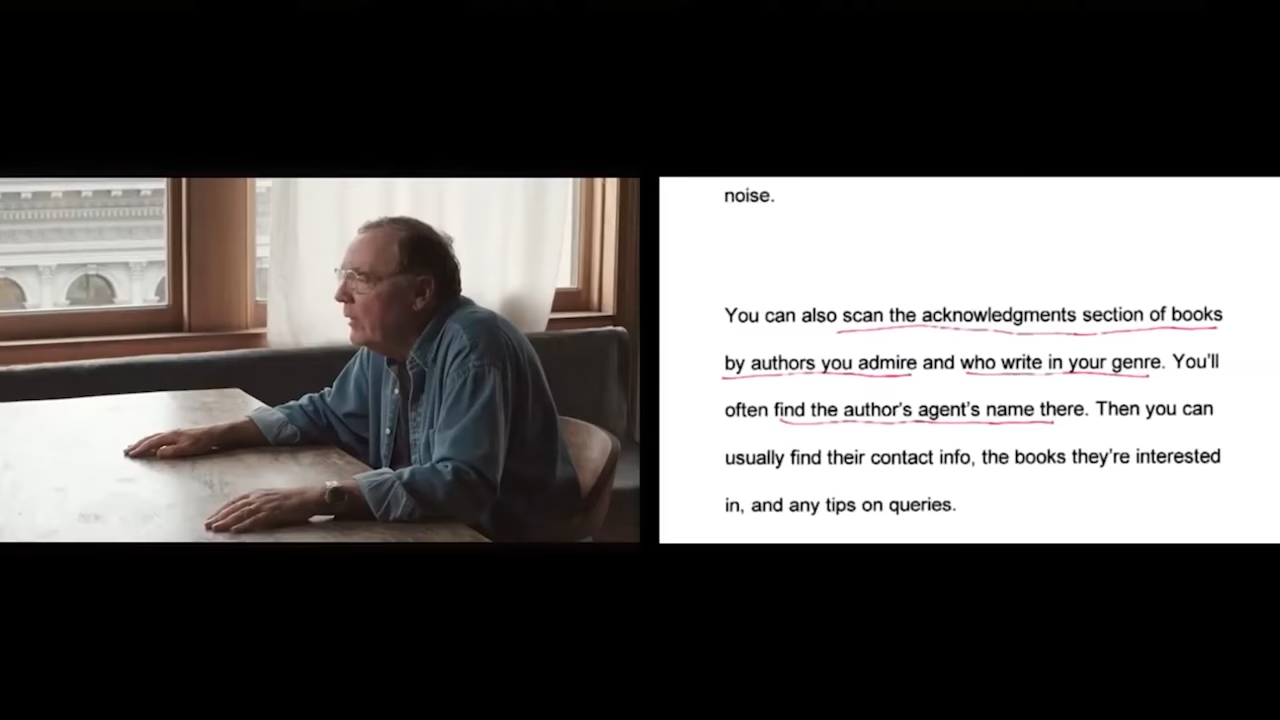 noise.
You can also scan the acknowledgments section of books
by authors you admire and who write in your genre. You'll
often find the author's agent's name there. Then you can
usually find their contact info, the books they're interested
in, and any tips on queries.